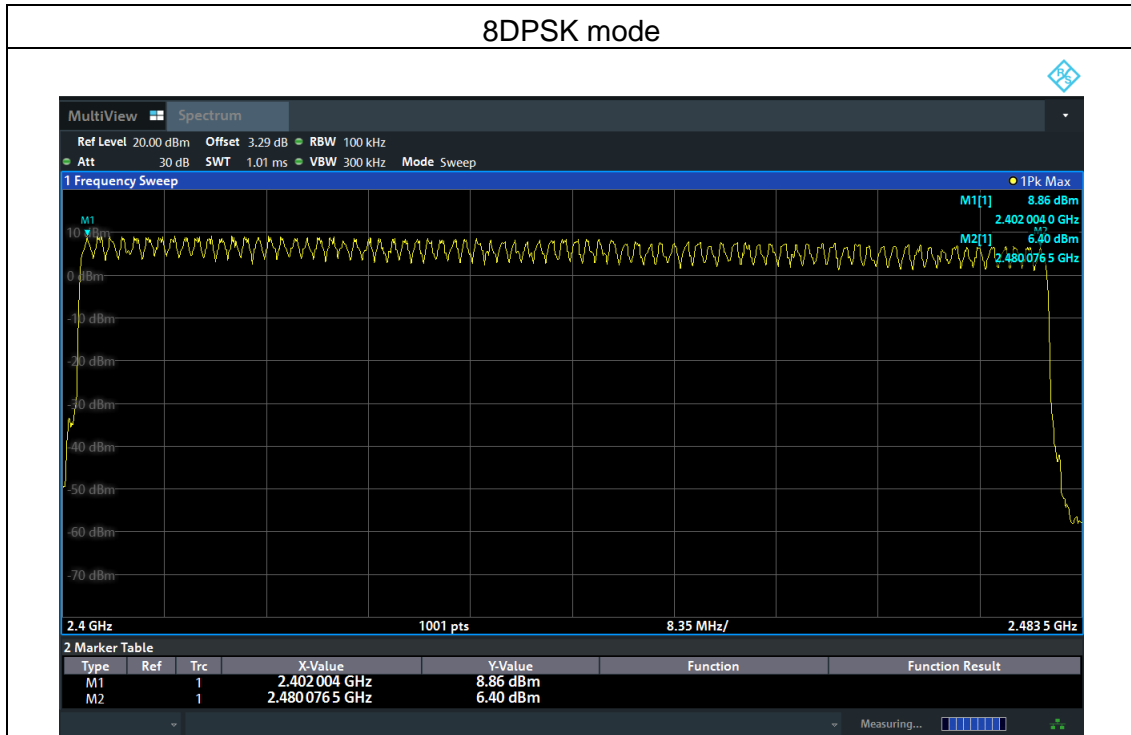 8DPSK mode
R&S
MultiView Spectrum
Ref Level 20.00 dBm Offset 3.29 dB RBW 100 kHz
Att 30 dB SWT 1.01 ms VBW 300 kHz Mode Sweep
1 Frequency Sweep 1Pk Max
M1[1] 8.86 dBm
2.402 004 0 GHz
M1
M2
10 dBm
M2[1] 6.40 dBm
2.480 076 5 GHz
0 dBm
-10 dBm
-20 dBm
-30 dBm
-40 dBm
-50 dBm
-60 dBm
-70 dBm
2.4 GHz 1001 pts 8.35 MHz/ 2.483 5 GHz
2 Marker Table
Type Ref Trc X-Value Y-Value Function Function Result
M1 1 2.402 004 GHz 8.86 dBm
M2 1 2.480 076 5 GHz 6.40 dBm
Measuring...